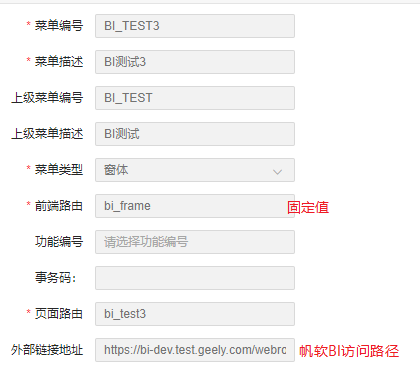 * 菜单编号 BI_TEST3
* 菜单描述 BI测试3
上级菜单编号 BI_TEST
上级菜单描述 BI测试
* 菜单类型 窗体
* 前端路由 bi_frame 固定值
功能编号 请选择功能编号
事务码:
* 页面路由 bi_test3
外部链接地址 https://bi-dev.test.geely.com/webrc 帆软BI访问路径